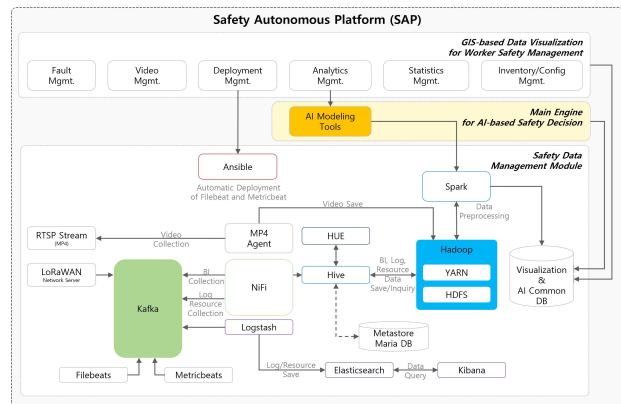 Safety Autonomous Platform (SAP)
GIS-based Data Visualization
for Worker Safety Management
Fault
Mgmt.
Video
Mgmt.
Deployment
Mgmt.
Analytics
Mgmt.
Statistics
Mgmt.
Inventory/Config
Mgmt.
Main Engine
for AI-based Safety Decision
AI Modeling
Tools
Safety Data
Management Module
Ansible
Automatic Deployment
of Filebeat and Metricbeat
Spark
Data
Preprocessing
Video Save
RTSP Stream
(MP4)
Video
Collection
MP4
Agent
HUE
Hadoop
YARN
HDFS
LoRaWAN
Network Server
Kafka
BI
Collection
Log
Resource
Collection
NiFi
Hive
BI, Log,
Resource
Data
Save/Inquiry
Visualization
&
AI Common
DB
Logstash
Metastore
Maria DB
Filebeats
Metricbeats
Log/Resource
Save
Elasticsearch
Data
Query
Kibana